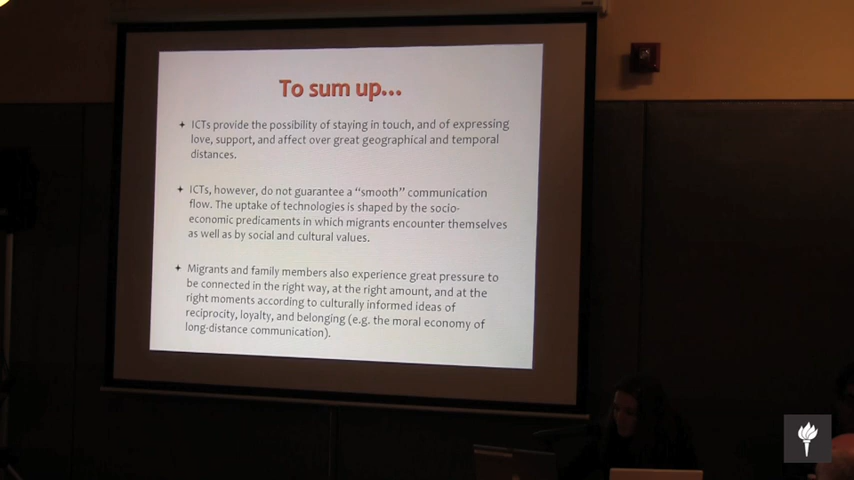 To sum up...
ICTs provide the possibility of staying in touch, and of expressing
love, support, and affect over great geographical and temporal
distances.
ICTs, however, do not guarantee a “smooth” communication
flow. The uptake of technologies is shaped by the socio-
economic predicaments in which migrants encounter themselves
as well as by social and cultural values.
Migrants and family members also experience great pressure to
be connected in the right way, at the right amount, and at the
right moments according to culturally informed ideas of
reciprocity, loyalty, and belonging (e.g. the moral economy of
long-distance communication).